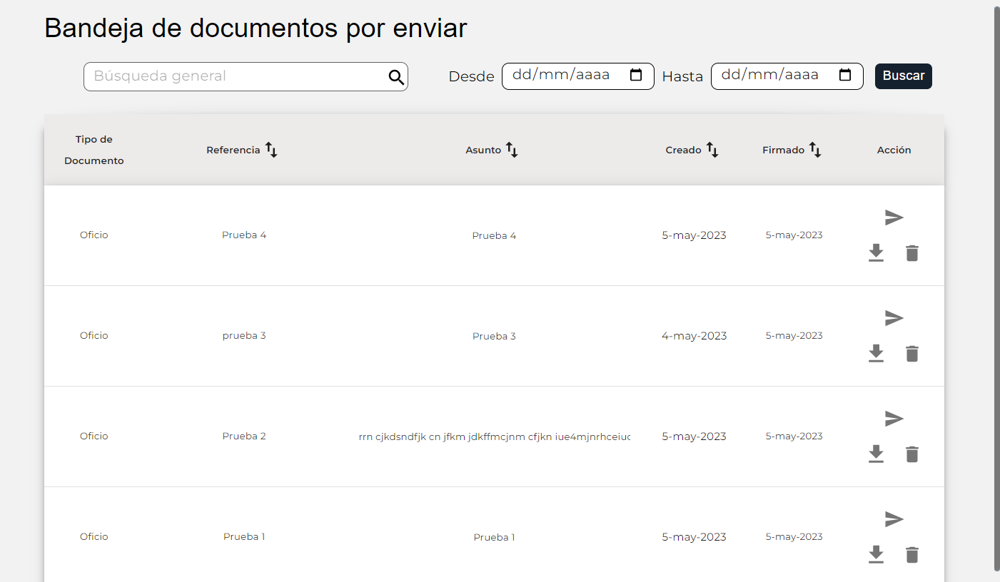 Bandeja de documentos por enviar
Búsqueda general Desde dd/mm/aaaa Hasta dd/mm/aaaa Buscar
Tipo de
Documento
Referencia Asunto Creado Firmado Acción
Oficio Prueba 4 Prueba 4 5-may-2023 5-may-2023
Oficio prueba 3 Prueba 3 4-may-2023 5-may-2023
Oficio Prueba 2 rrn cjkdsndfjk cn jfkm jdkffmcjnm cfjkn iue4mjnrhceiuc 5-may-2023 5-may-2023
Oficio Prueba 1 Prueba 1 5-may-2023 5-may-2023